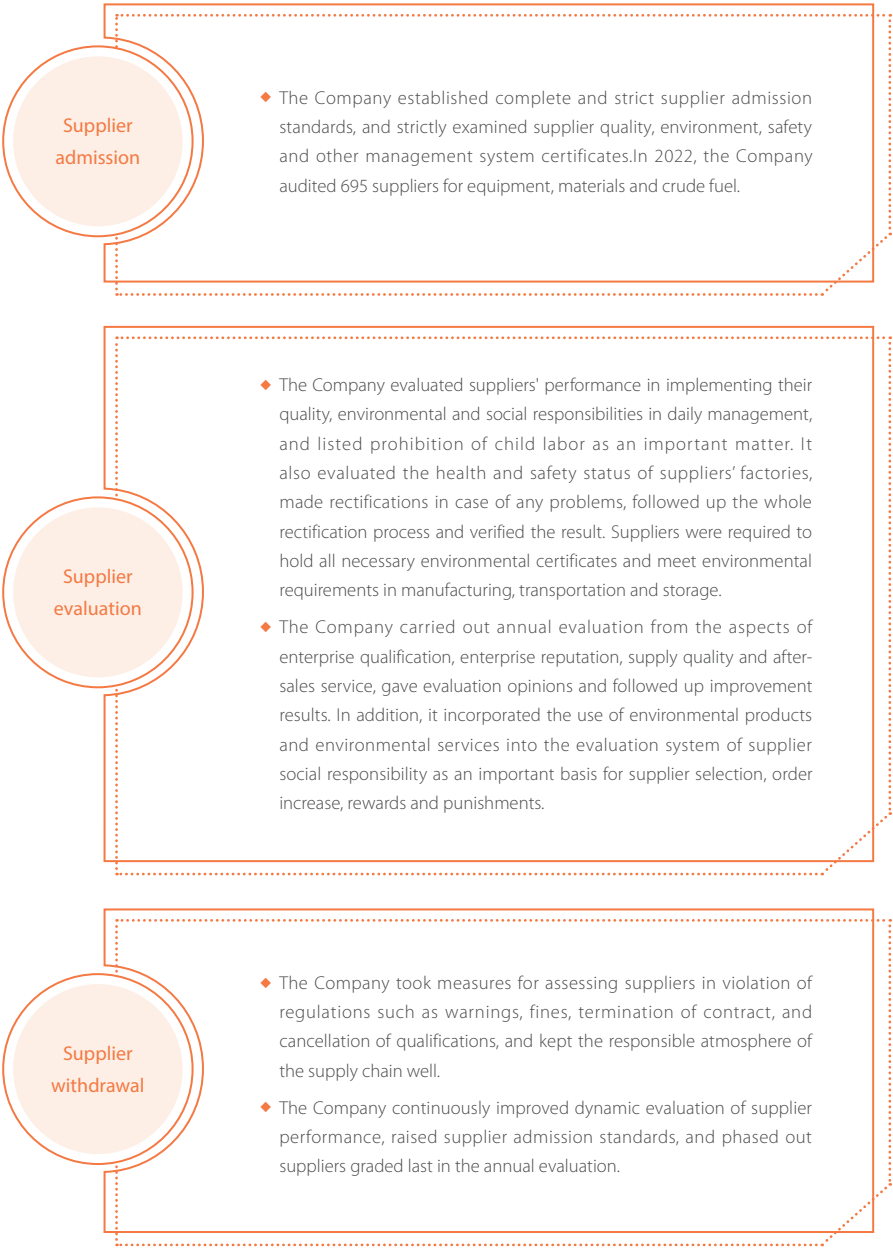 Supplier
admission
◆ The Company established complete and strict supplier admission
standards, and strictly examined supplier quality, environment, safety
and other management system certificates.In 2022, the Company
audited 695 suppliers for equipment, materials and crude fuel.
Supplier
evaluation
◆ The Company evaluated suppliers' performance in implementing their
quality, environmental and social responsibilities in daily management,
and listed prohibition of child labor as an important matter. It
also evaluated the health and safety status of suppliers’ factories,
made rectifications in case of any problems, followed up the whole
rectification process and verified the result. Suppliers were required to
hold all necessary environmental certificates and meet environmental
requirements in manufacturing, transportation and storage.
◆ The Company carried out annual evaluation from the aspects of
enterprise qualification, enterprise reputation, supply quality and after-
sales service, gave evaluation opinions and followed up improvement
results. In addition, it incorporated the use of environmental products
and environmental services into the evaluation system of supplier
social responsibility as an important basis for supplier selection, order
increase, rewards and punishments.
Supplier
withdrawal
◆ The Company took measures for assessing suppliers in violation of
regulations such as warnings, fines, termination of contract, and
cancellation of qualifications, and kept the responsible atmosphere of
the supply chain well.
◆ The Company continuously improved dynamic evaluation of supplier
performance, raised supplier admission standards, and phased out
suppliers graded last in the annual evaluation.